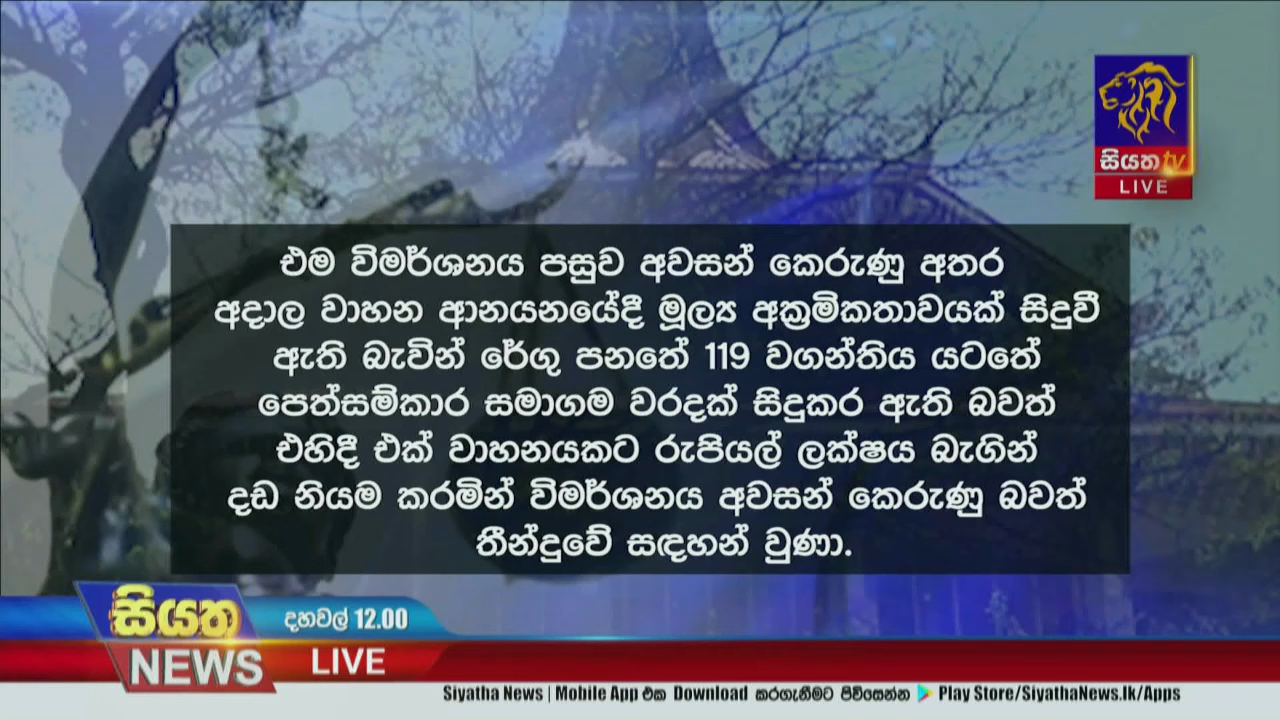 සියත tv
LIVE
එම විමර්ශනය පසුව අවසන් කෙරුණු අතර
අදාල වාහන ආනයනයේදී මූල්‍ය අක්‍රමිකතාවයක් සිදුවී
ඇති බැවින් රේගු පනතේ 119 වගන්තිය යටතේ
පෙත්සම්කාර සමාගම වරදක් සිදුකර ඇති බවත්
එහිදී එක් වාහනයකට රුපියල් ලක්ෂය බැගින්
දඩ නියම කරමින් විමර්ශනය අවසන් කෙරුණු බවත්
තීන්දුවේ සඳහන් වුණා.
සියත දහවල් 12.00
NEWS LIVE
Siyatha News | Mobile App එක Download කරගැනීමට පිවිසෙන්න Play Store/SiyathaNews.lk/Apps